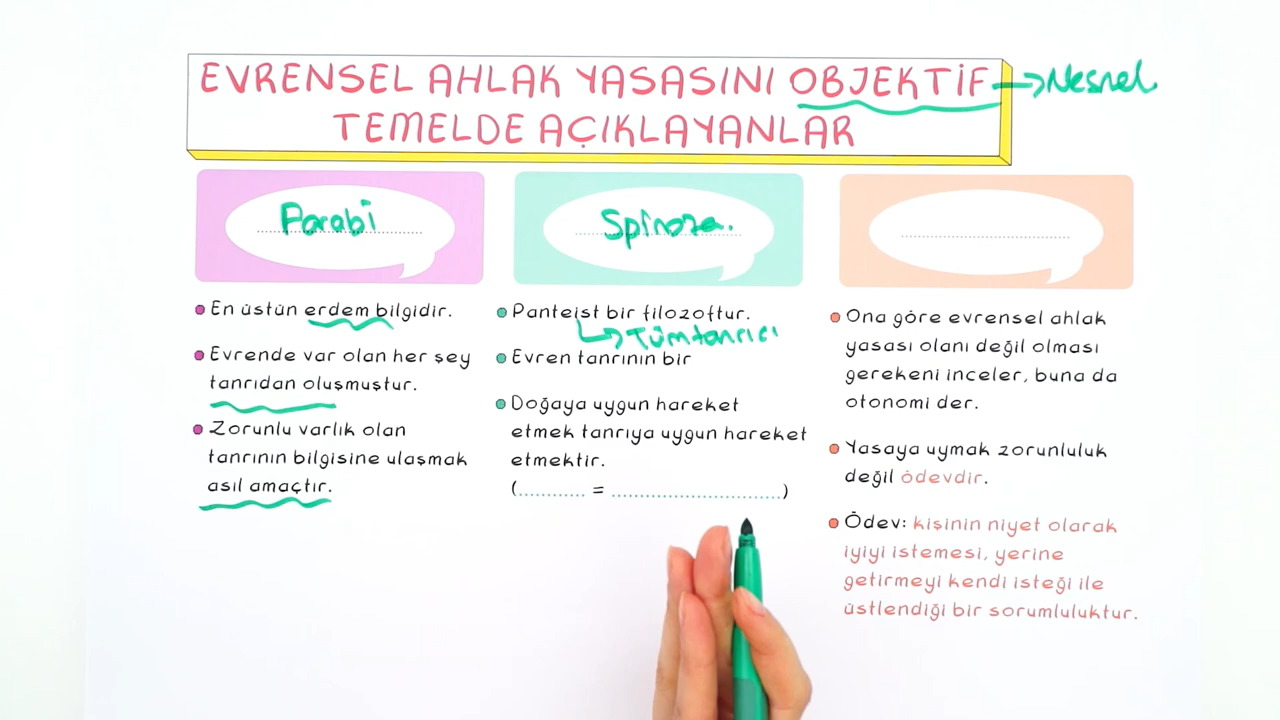 EVRENSEL AHLAK YASASINI OBJEKTİF → Nesnel
TEMELDE AÇIKLAYANLAR
Farabi
En üstün erdem bilgidir.
Evrende var olan her şey
tanrıdan oluşmuştur.
Zorunlu varlık olan
tanrının bilgisine ulaşmak
asıl amaçtır.
Spinoza.
Panteist bir filozoftur.
→ Tümtanrıcı
Evren tanrının bir
Doğaya uygun hareket
etmek tanrıya uygun hareket
etmektir.
(............ = ..............................)
Ona göre evrensel ahlak
yasası olanı değil olması
gerekeni inceler, buna da
otonomi der.
Yasaya uymak zorunluluk
değil ödevdir.
Ödev: kişinin niyet olarak
iyiyi istemesi, yerine
getirmeyi kendi isteği ile
üstlendiği bir sorumluluktur.